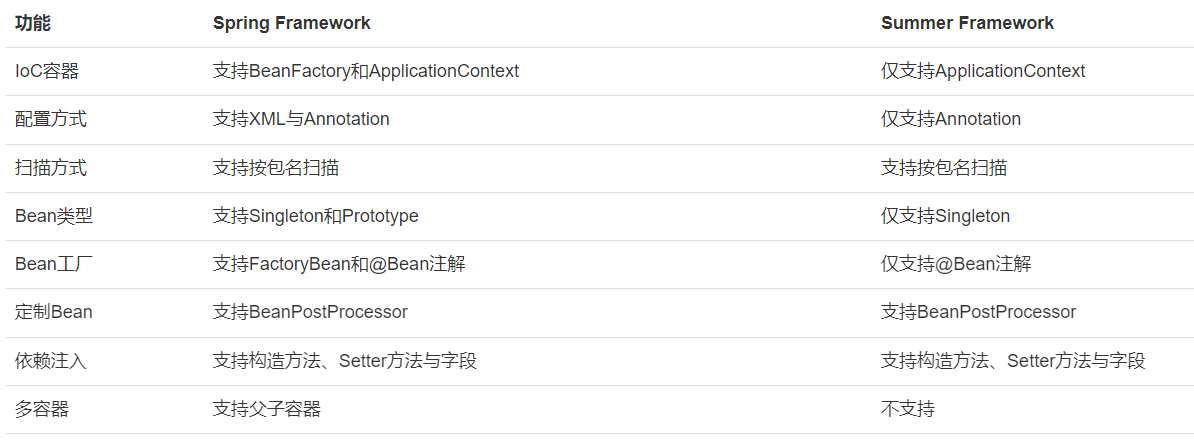 功能 Spring Framework Summer Framework
IoC容器 支持BeanFactory和ApplicationContext 仅支持ApplicationContext
配置方式 支持XML与Annotation 仅支持Annotation
扫描方式 支持按包名扫描 支持按包名扫描
Bean类型 支持Singleton和Prototype 仅支持Singleton
Bean工厂 支持FactoryBean和@Bean注解 仅支持@Bean注解
定制Bean 支持BeanPostProcessor 支持BeanPostProcessor
依赖注入 支持构造方法、Setter方法与字段 支持构造方法、Setter方法与字段
多容器 支持父子容器 不支持